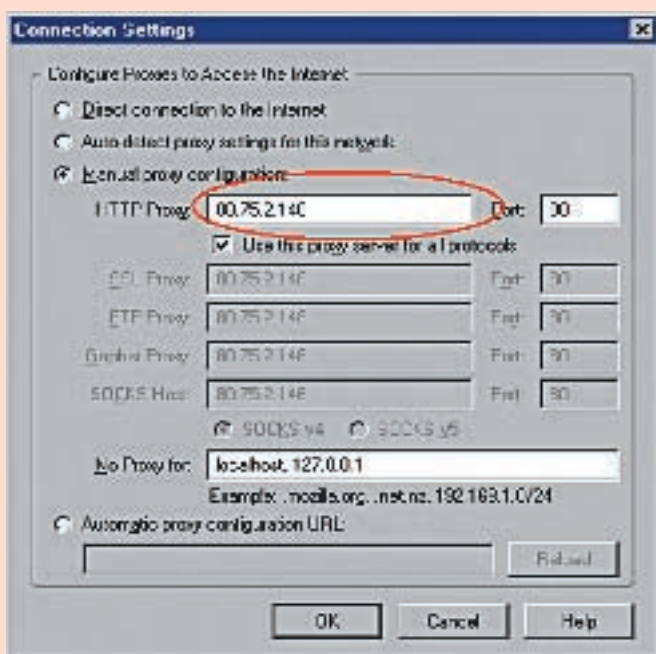 Connection Settings
Configure Proxies to Access the Internet
Direct connection to the Internet
Auto-detect proxy settings for this network
Manual proxy configuration:
HTTP Proxy: 80.75.2.146 Port: 80
Use this proxy server for all protocols
SSL Proxy: 80.75.2.146 Port: 80
FTP Proxy: 80.75.2.146 Port: 80
Gopher Proxy: 80.75.2.146 Port: 80
SOCKS Host: 80.75.2.146 Port: 80
SOCKS v4 SOCKS v5
No Proxy for: localhost, 127.0.0.1
Example: .mozilla.org, .net.nz, 192.168.1.0/24
Automatic proxy configuration URL:
Reload
OK Cancel Help